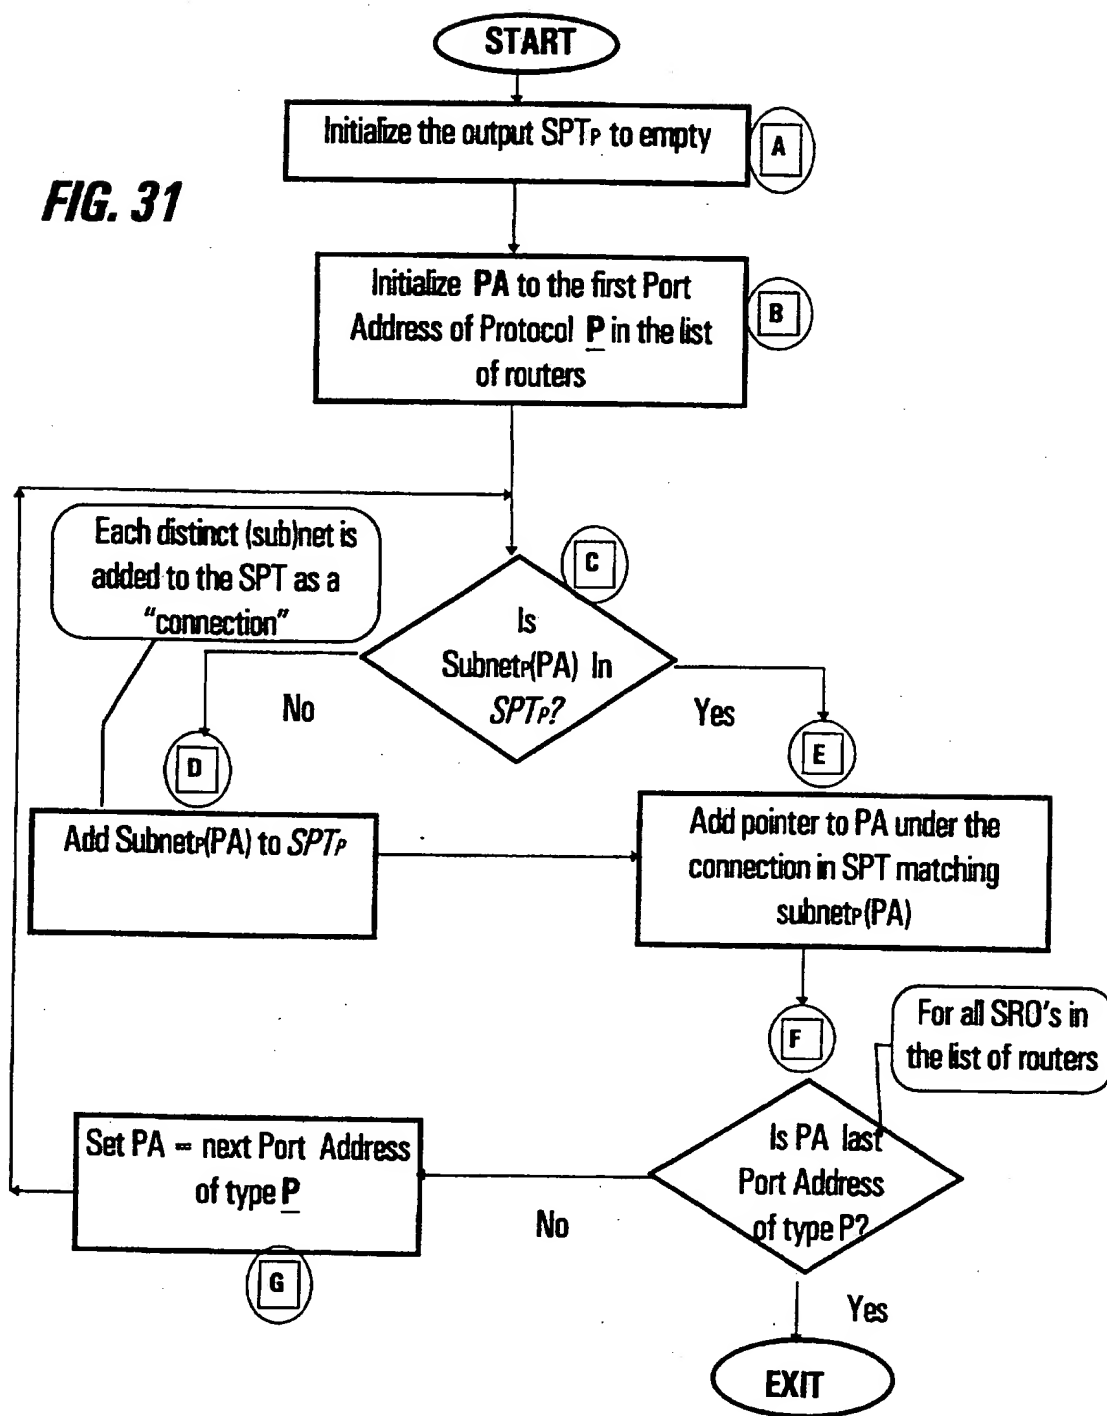 START
Initialize the output SPTP to empty
A
FIG. 31
Initialize PA to the first Port
Address of Protocol P in the list
of routers
B
Each distinct (sub)net is
added to the SPT as a
“connection”
C
Is
SubnetP(PA) In
SPTP?
No
Yes
D
E
Add SubnetP(PA) to SPTP
Add pointer to PA under the
connection in SPT matching
subnetP(PA)
F
For all SRO's in
the list of routers
Set PA = next Port Address
of type P
Is PA last
Port Address
of type P?
No
G
Yes
EXIT